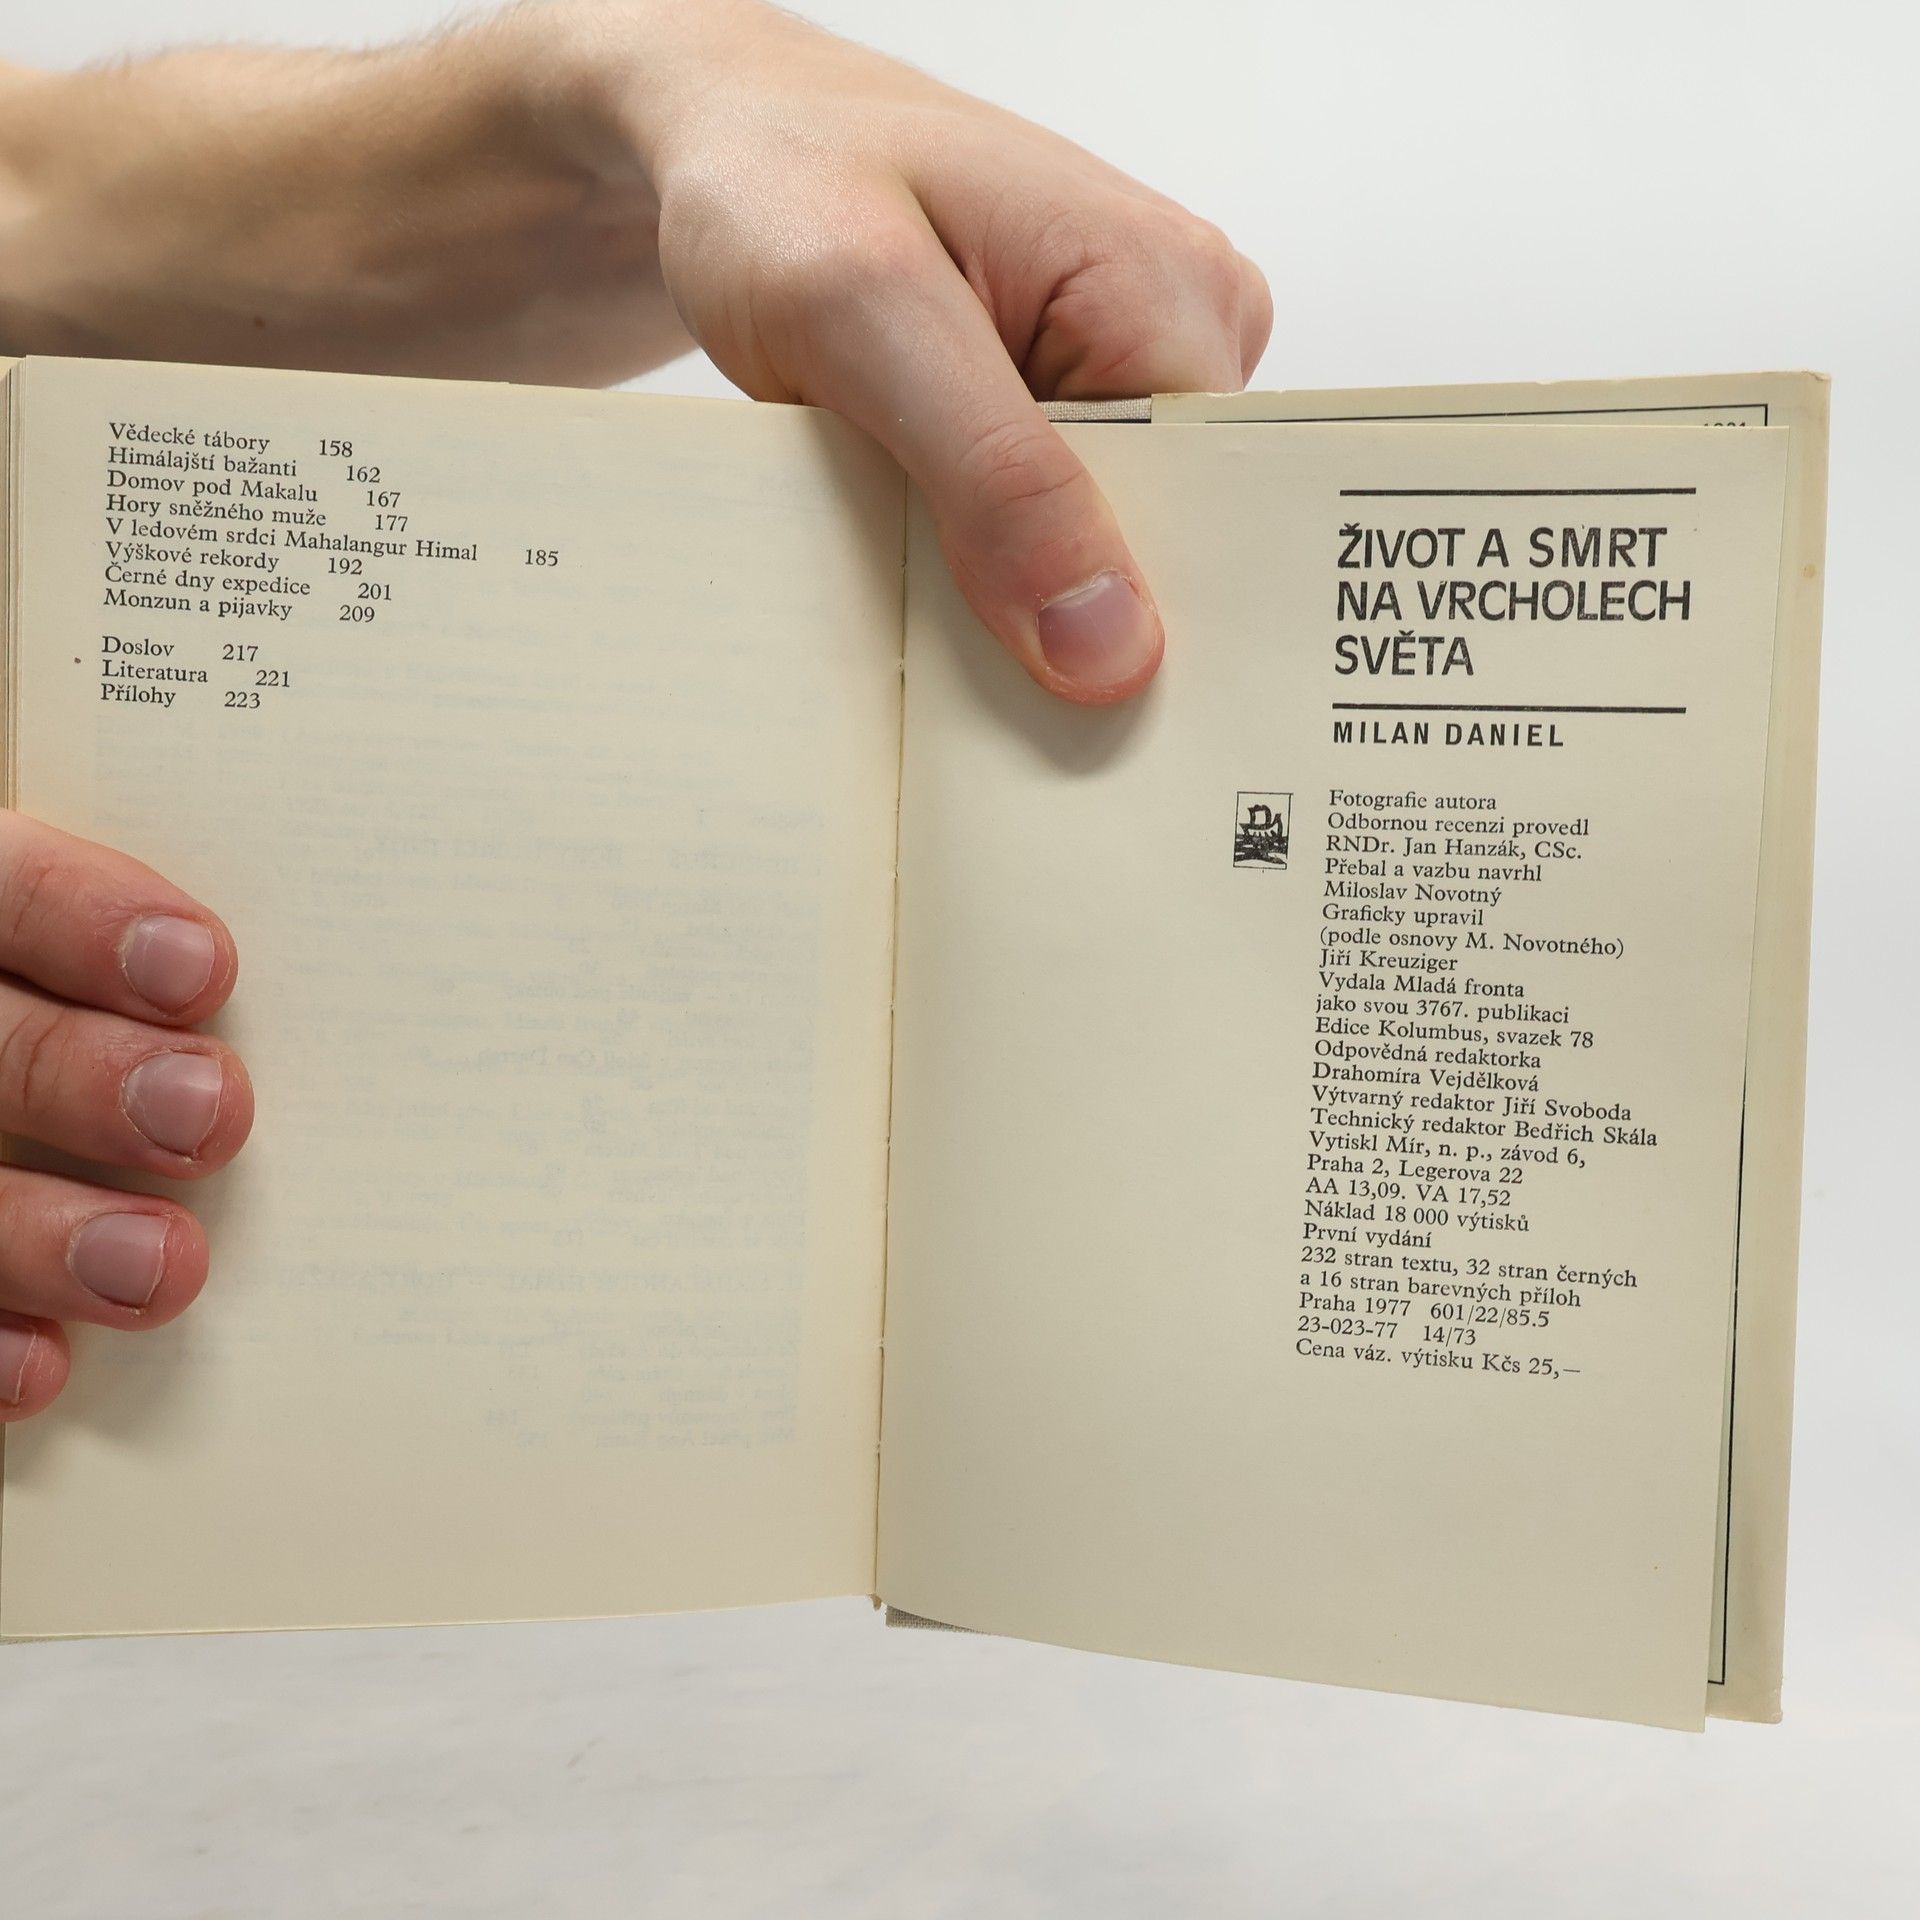 Vědecké tábory 158
Himálajští bažanti 162
Domov pod Makalu 167
Hory sněžného muže 177
V ledovém srdci Mahalangur Himal 185
Výškové rekordy 192
Černé dny expedice 201
Monzun a pijavky 209
Doslov 217
Literatura 221
Přílohy 223
ŽIVOT A SMRT
NA VRCHOLECH
SVĚTA
MILAN DANIEL
Fotografie autora
Odbornou recenzi provedl
RNDr. Jan Hanzák, CSc.
Přebal a vazbu navrhl
Miloslav Novotný
Graficky upravil
(podle osnovy M. Novotného)
Jiří Kreuziger
Vydala Mladá fronta
jako svou 3767. publikaci
Edice Kolumbus, svazek 78
Odpovědná redaktorka
Drahomíra Vejdělková
Výtvarný redaktor Jiří Svoboda
Technický redaktor Bedřich Skála
Vytiskl Mír, n. p., závod 6,
Praha 2, Legerova 22
AA 13,09. VA 17,52
Náklad 18 000 výtisků
První vydání
232 stran textu, 32 stran černých
a 16 stran barevných příloh
Praha 1977 601/22/85.5
23-023-77 14/73
Cena váz. výtisku Kčs 25,—